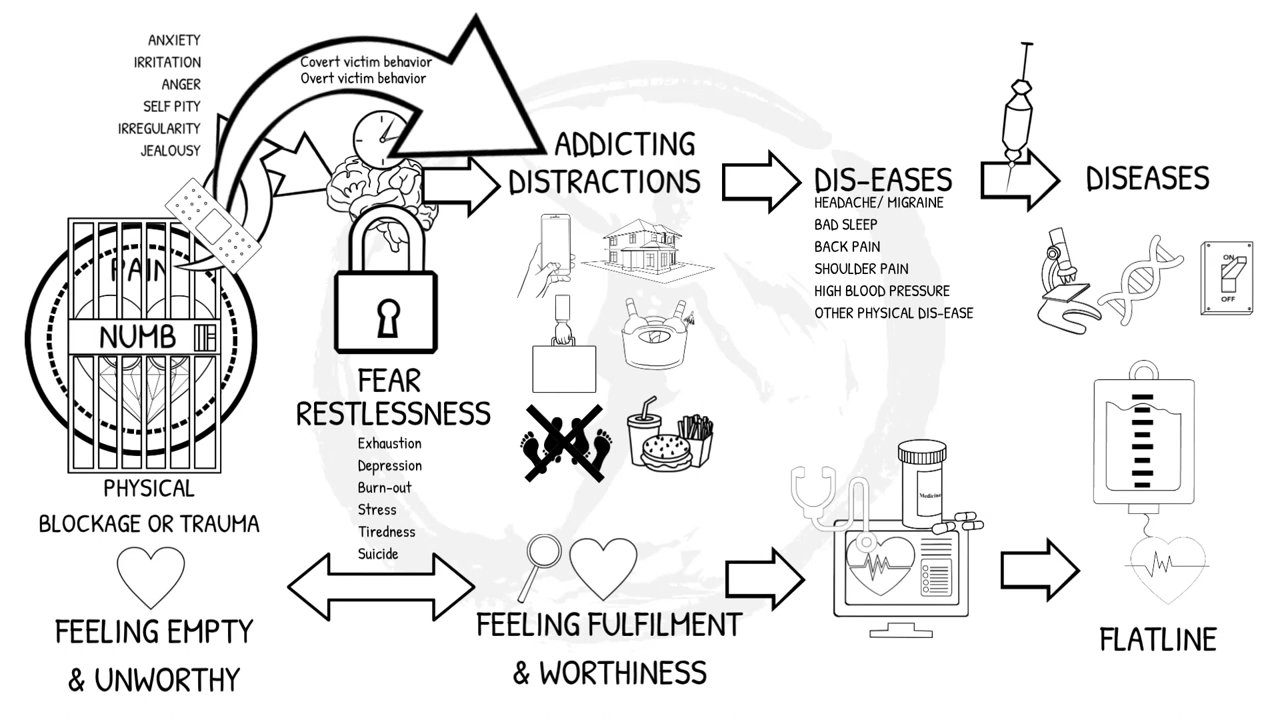 ANXIETY
IRRITATION
ANGER
SELF PITY
IRREGULARITY
JEALOUSY
Covert victim behavior
Overt victim behavior
PAIN
NUMB
PHYSICAL
BLOCKAGE OR TRAUMA
FEELING EMPTY
& UNWORTHY
FEAR
RESTLESSNESS
Exhaustion
Depression
Burn-out
Stress
Tiredness
Suicide
ADDICTING
DISTRACTIONS
FEELING FULFILMENT
& WORTHINESS
DIS-EASES
HEADACHE/ MIGRAINE
BAD SLEEP
BACK PAIN
SHOULDER PAIN
HIGH BLOOD PRESSURE
OTHER PHYSICAL DIS-EASE
Medicine
DISEASES
ON
OFF
FLATLINE